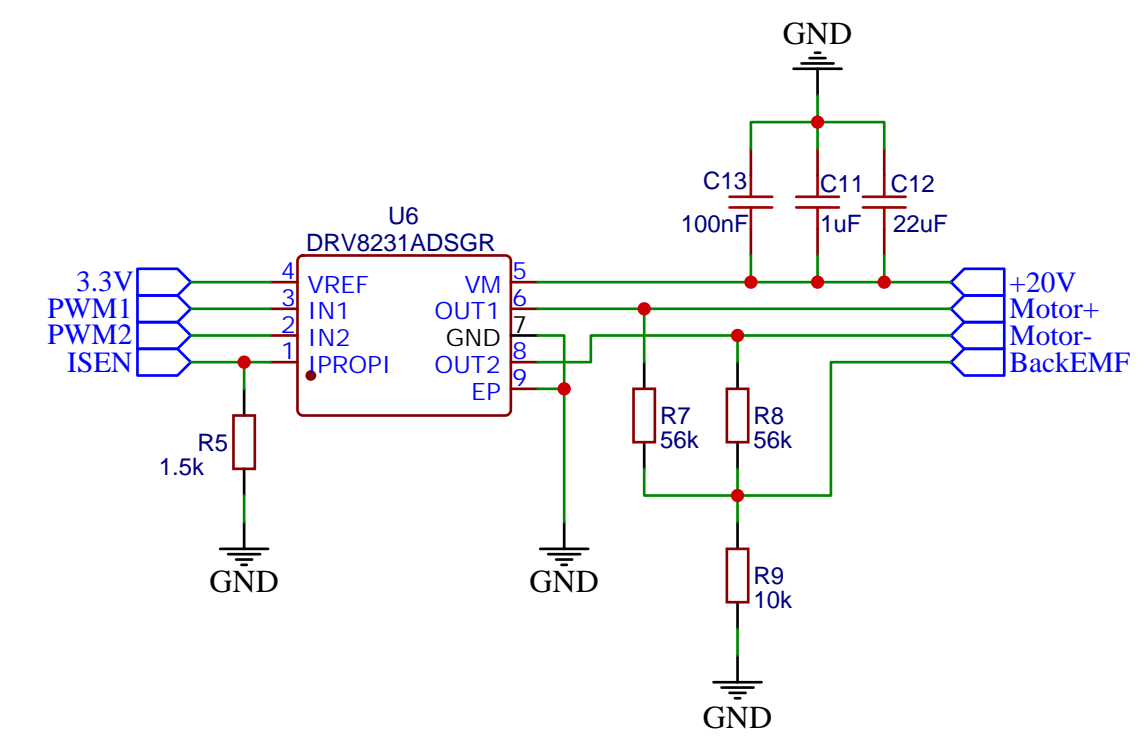 GND
C13
C11
C12
100nF
1uF
22uF
U6
DRV8231ADSGR
3.3V
4
VREF
VM
5
+20V
PWM1
3
IN1
OUT1
6
Motor+
PWM2
2
IN2
GND
7
Motor-
ISEN
1
IPROPI
OUT2
8
BackEMF
EP
9
R5
1.5k
R7
56k
R8
56k
GND
GND
R9
10k
GND